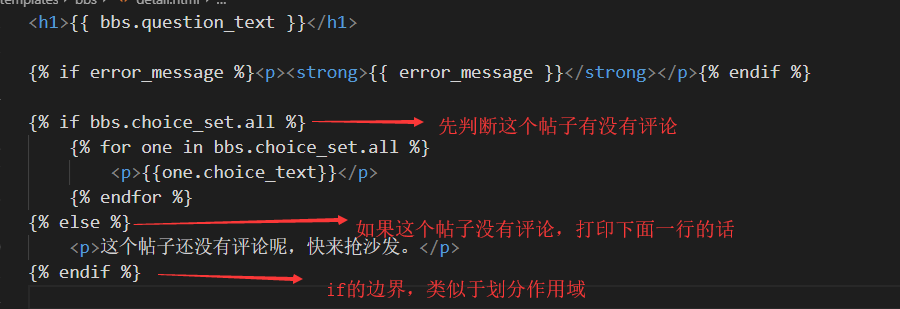 templates > bbs > detail.html > ...
<h1>{{ bbs.question_text }}</h1>
{% if error_message %}<p><strong>{{ error_message }}</strong></p>{% endif %}
{% if bbs.choice_set.all %} 先判断这个帖子有没有评论
{% for one in bbs.choice_set.all %}
<p>{{one.choice_text}}</p>
{% endfor %}
{% else %} 如果这个帖子没有评论，打印下面一行的话
<p>这个帖子还没有评论呢，快来抢沙发。</p>
{% endif %} if的边界，类似于划分作用域